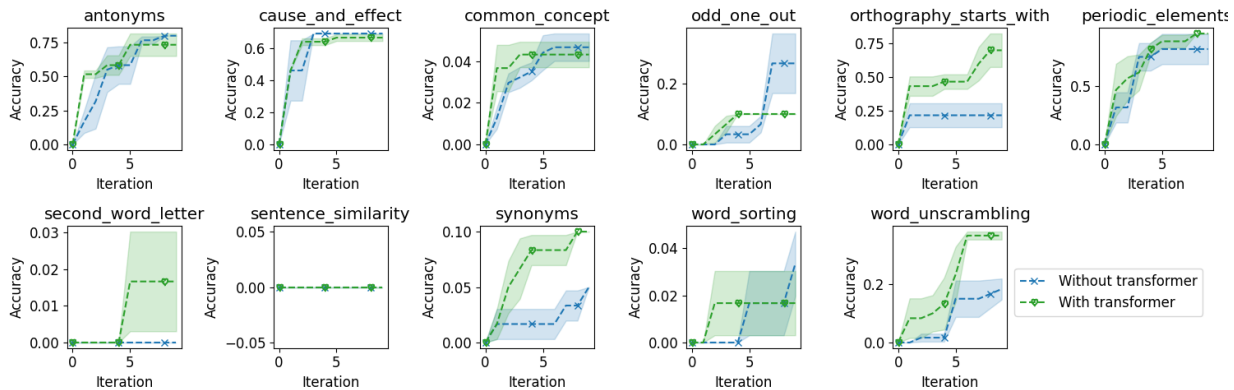 antonyms
Accuracy
0.75
0.50
0.25
0.00
0
5
Iteration
cause_and_effect
Accuracy
0.6
0.4
0.2
0.0
0
5
Iteration
common_concept
Accuracy
0.04
0.02
0.00
0
5
Iteration
odd_one_out
Accuracy
0.2
0.0
0
5
Iteration
orthography_starts_with
Accuracy
0.75
0.50
0.25
0.00
0
5
Iteration
periodic_elements
Accuracy
0.5
0.0
0
5
Iteration
second_word_letter
Accuracy
0.03
0.02
0.01
0.00
0
5
Iteration
sentence_similarity
Accuracy
0.05
0.00
−0.05
0
5
Iteration
synonyms
Accuracy
0.10
0.05
0.00
0
5
Iteration
word_sorting
Accuracy
0.04
0.02
0.00
0
5
Iteration
word_unscrambling
Accuracy
0.2
0.0
0
5
Iteration
Without transformer
With transformer